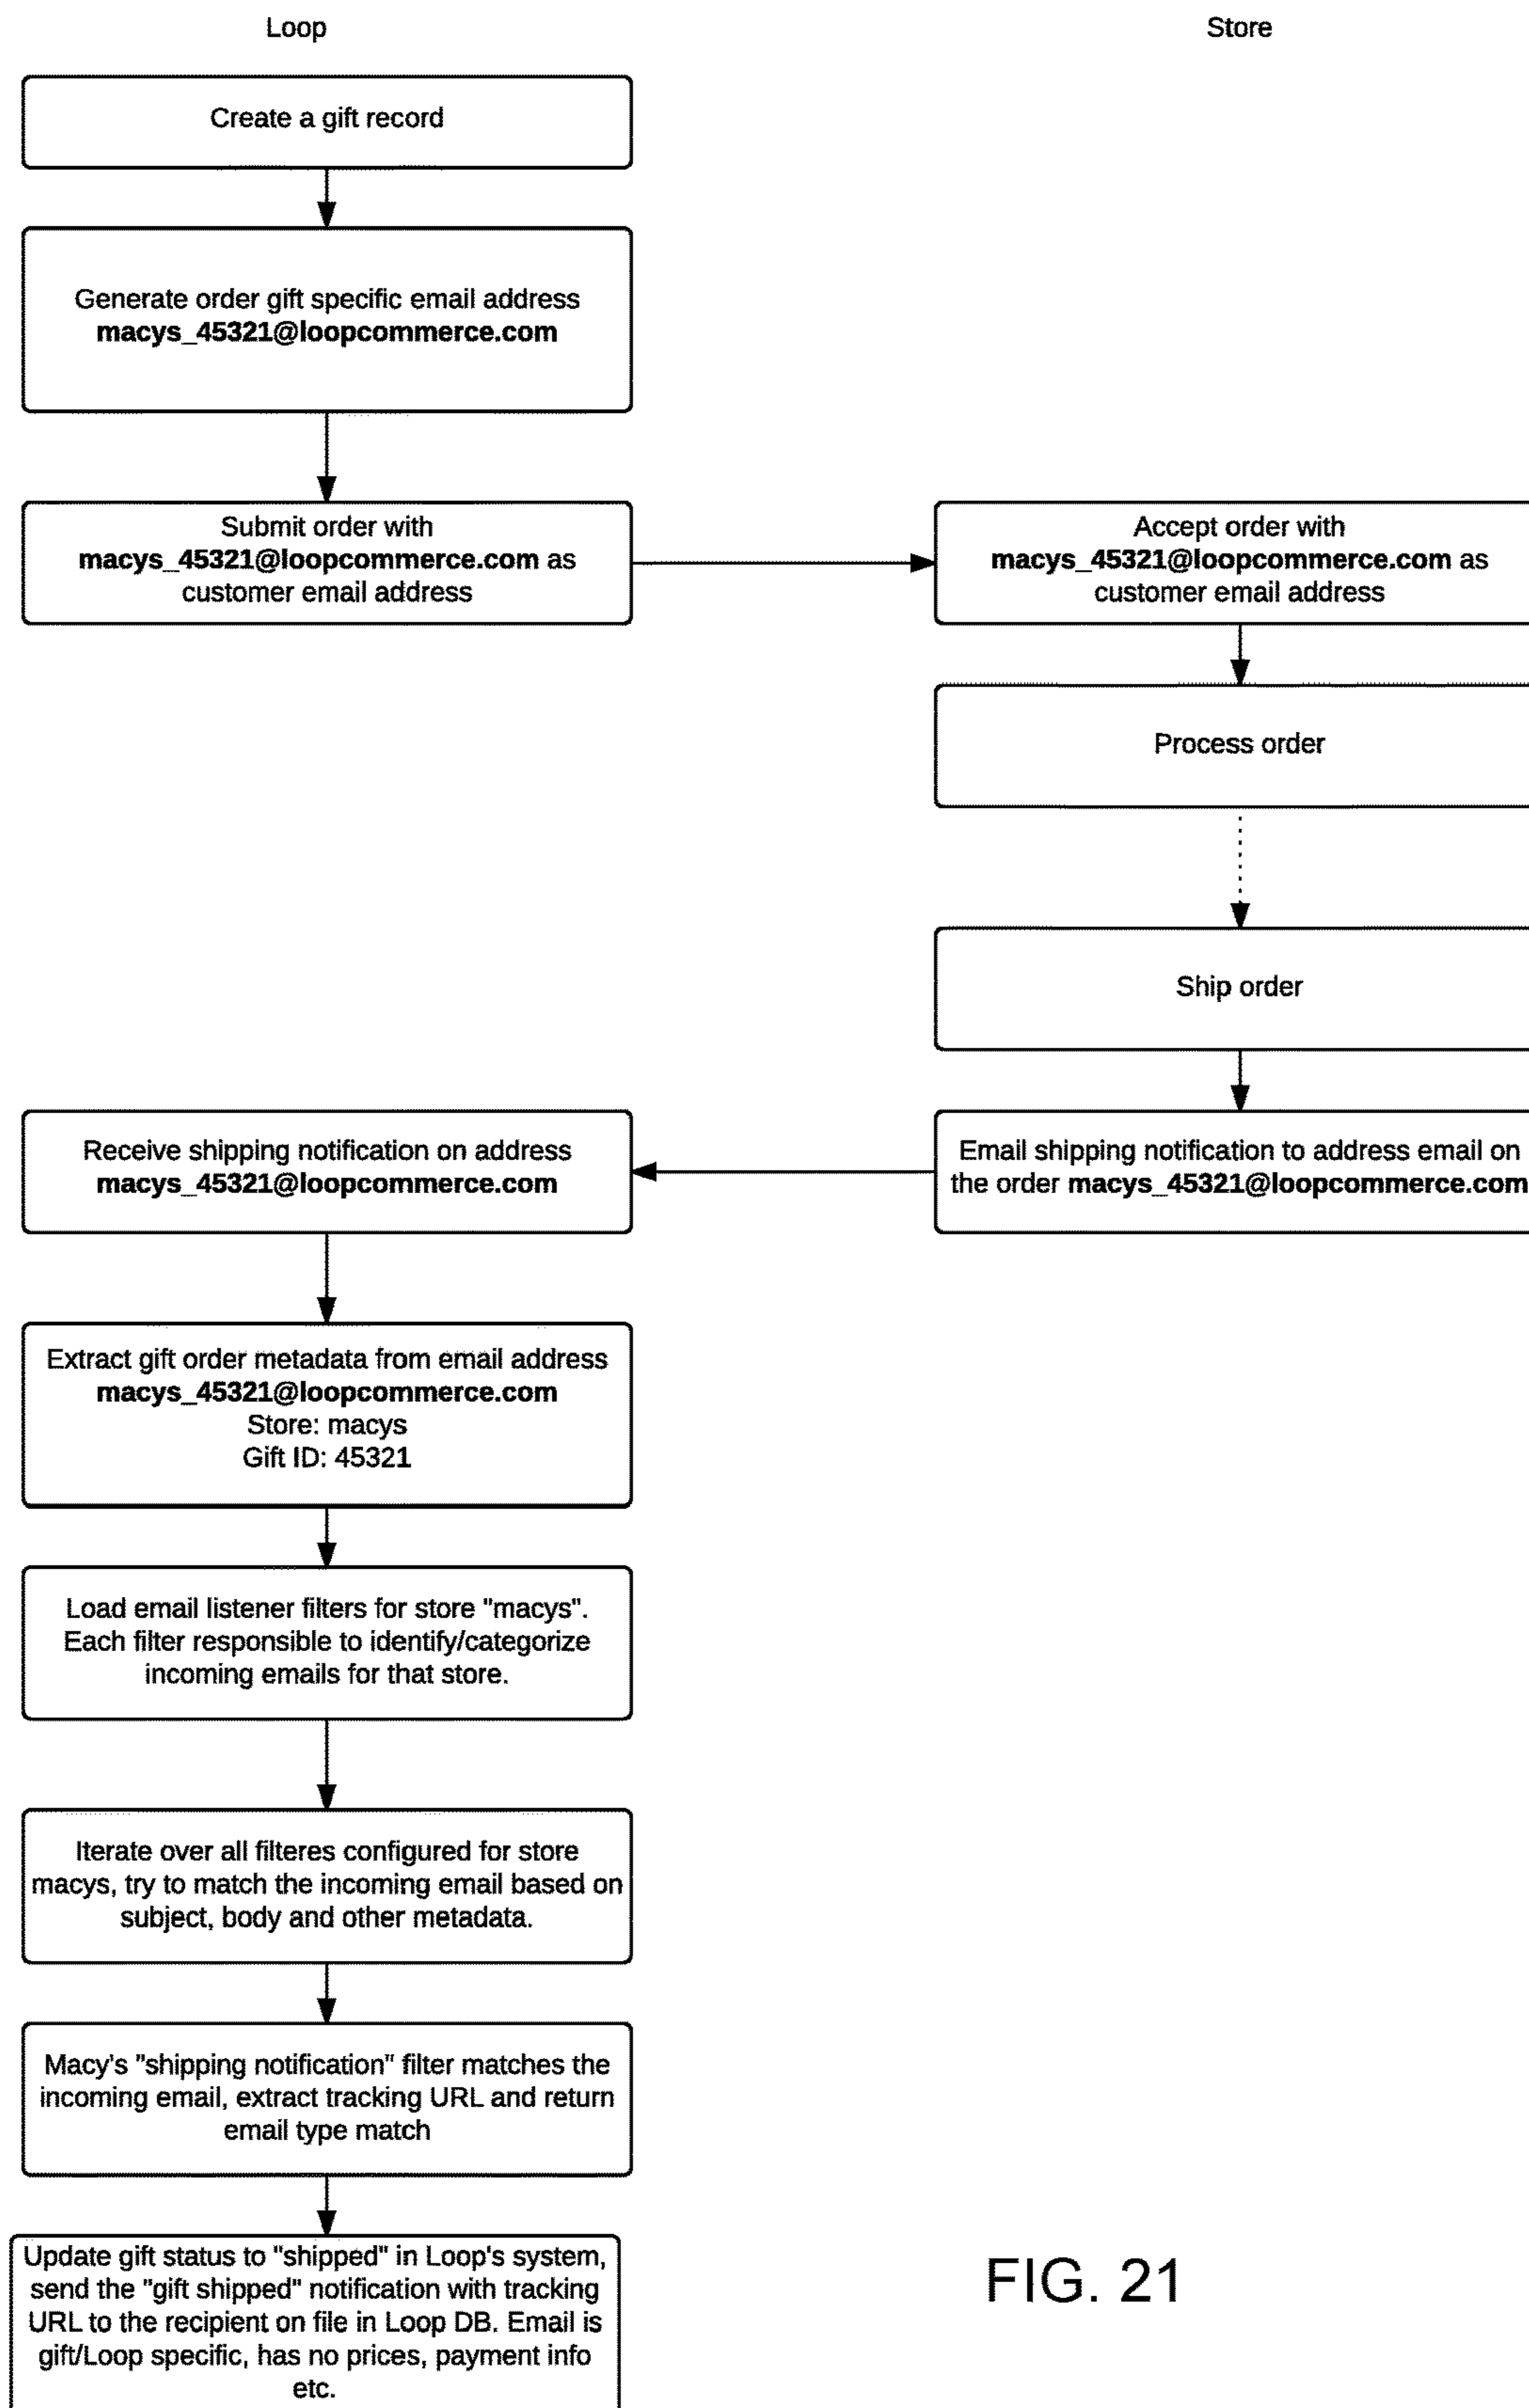 Loop
Store
Create a gift record
Generate order gift specific email address
macys_45321@loopcommerce.com
Submit order with
macys_45321@loopcommerce.com as
customer email address
Accept order with
macys_45321@loopcommerce.com as
customer email address
Process order
Ship order
Email shipping notification to address email on
the order macys_45321@loopcommerce.com
Receive shipping notification on address
macys_45321@loopcommerce.com
Extract gift order metadata from email address
macys_45321@loopcommerce.com
Store: macys
Gift ID: 45321
Load email listener filters for store "macys".
Each filter responsible to identify/categorize
incoming emails for that store.
Iterate over all filteres configured for store
macys, try to match the incoming email based on
subject, body and other metadata.
Macy's "shipping notification" filter matches the
incoming email, extract tracking URL and return
email type match
Update gift status to "shipped" in Loop's system,
send the "gift shipped" notification with tracking
URL to the recipient on file in Loop DB. Email is
gift/Loop specific, has no prices, payment info
etc.
FIG. 21